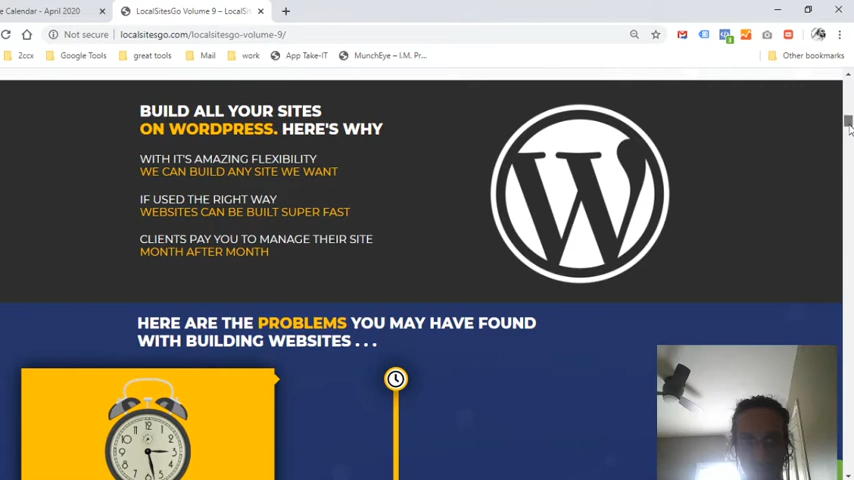 e Calendar - April 2020
LocalSitesGo Volume 9 – LocalSit
Not secure
localsitesgo.com/localsitesgo-volume-9/
2ccx
Google Tools
great tools
Mail
work
App Take-IT
MunchEye – I.M. Pr...
Other bookmarks
BUILD ALL YOUR SITES
ON WORDPRESS. HERE'S WHY
WITH IT'S AMAZING FLEXIBILITY
WE CAN BUILD ANY SITE WE WANT
IF USED THE RIGHT WAY
WEBSITES CAN BE BUILT SUPER FAST
CLIENTS PAY YOU TO MANAGE THEIR SITE
MONTH AFTER MONTH
HERE ARE THE PROBLEMS YOU MAY HAVE FOUND
WITH BUILDING WEBSITES . . .